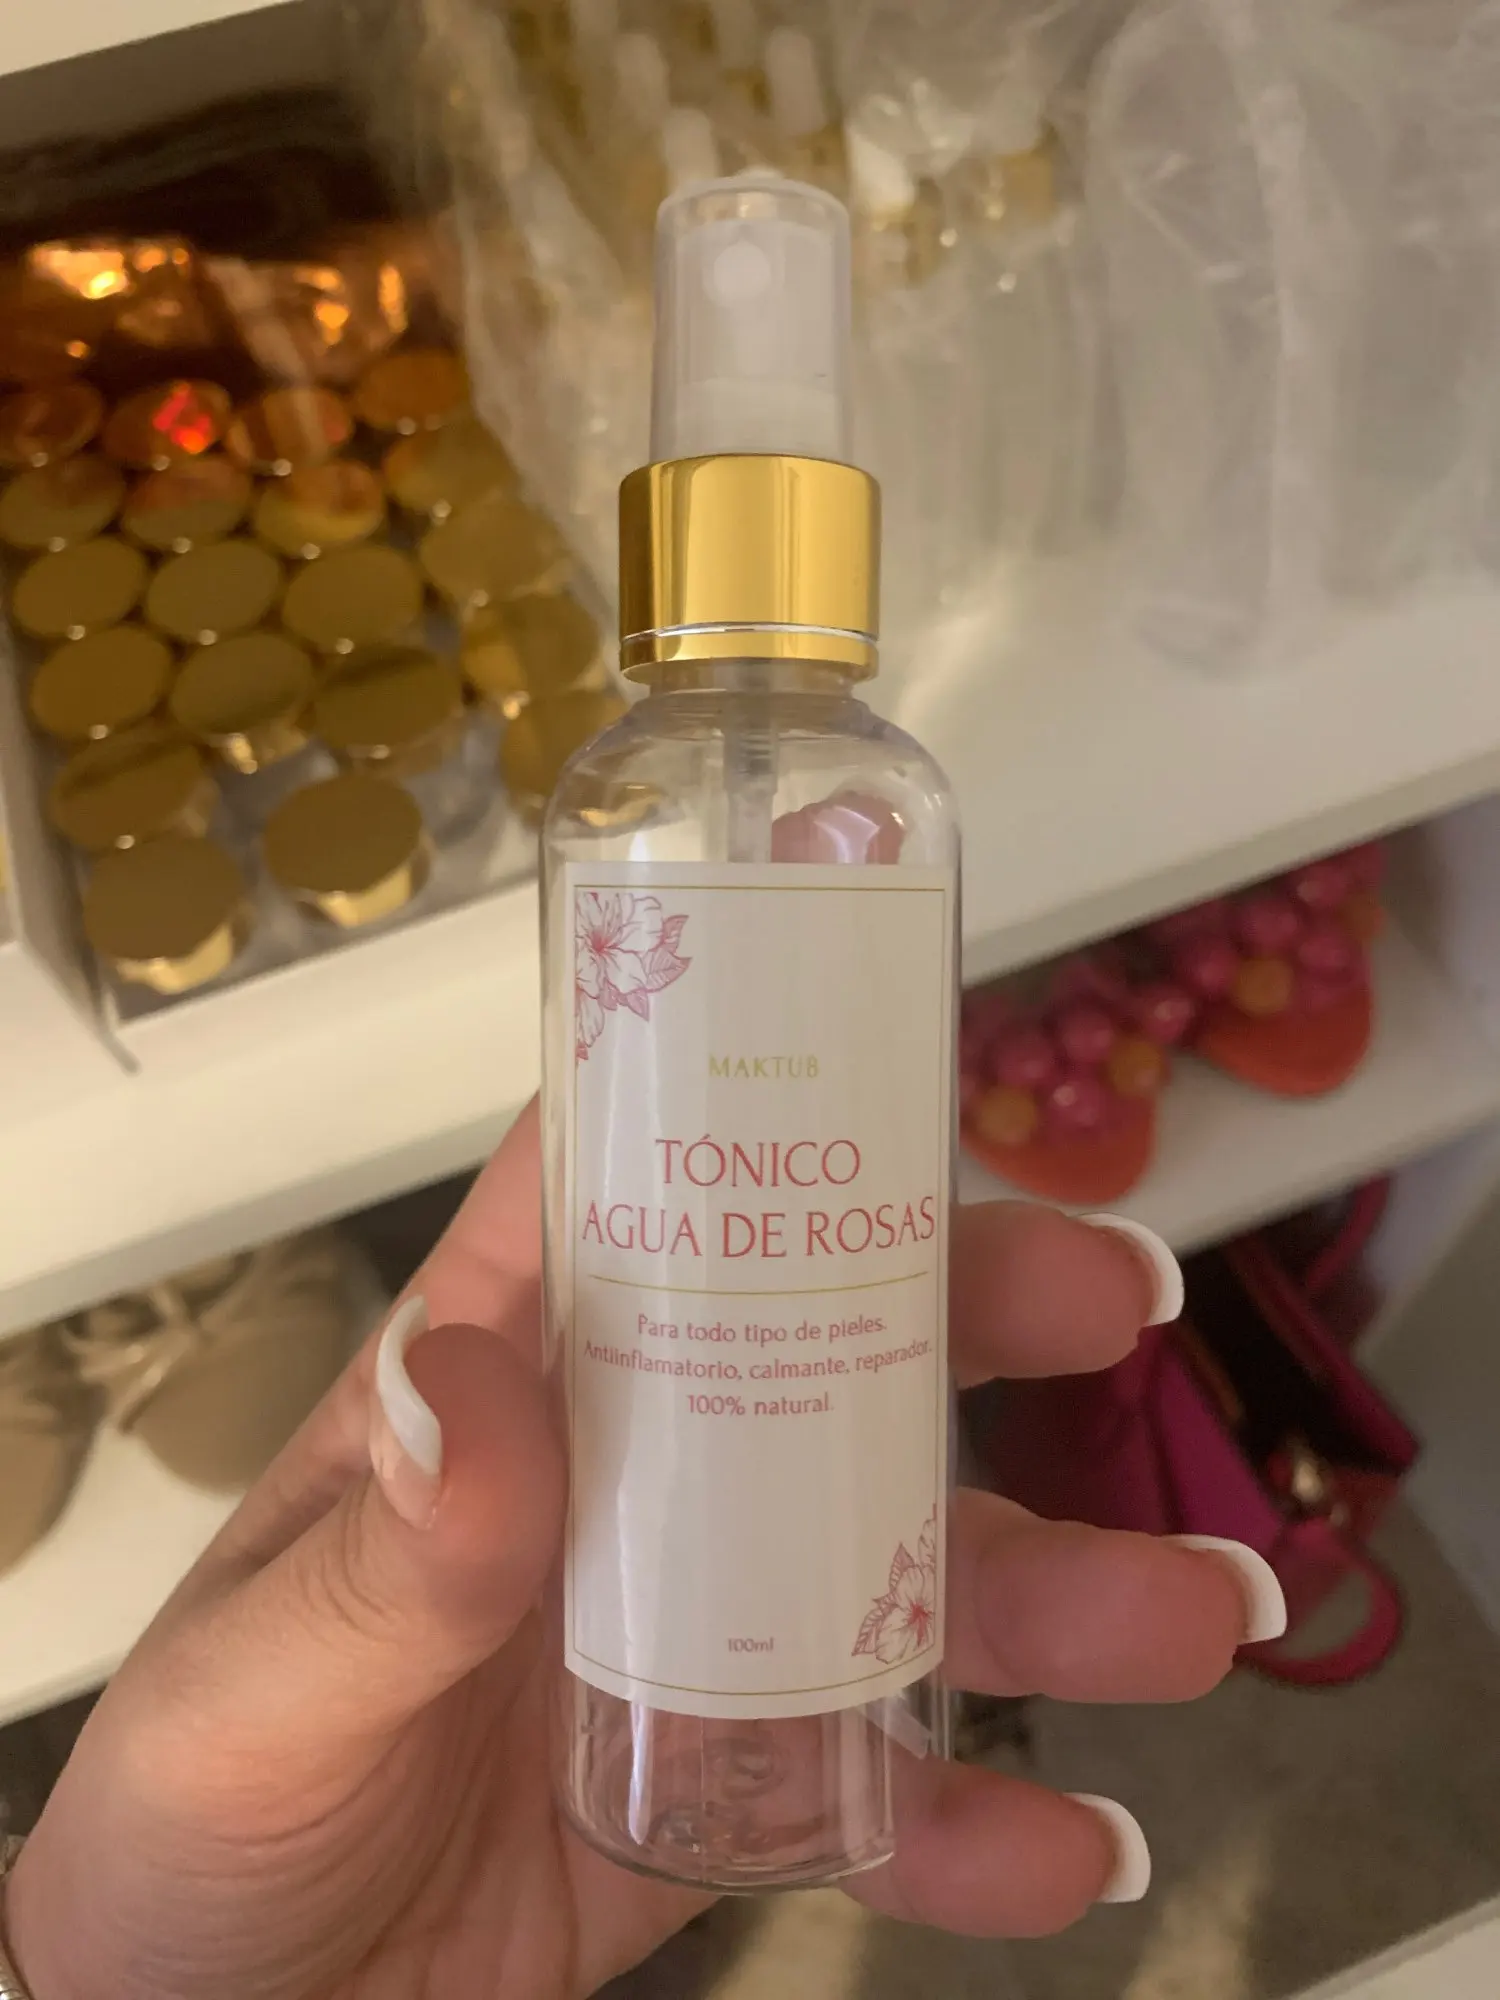 MAKTUB
TÓNICO
AGUA DE ROSAS
Para todo tipo de pieles.
Antiinflamatorio, calmante, reparador.
100% natural.
100ml